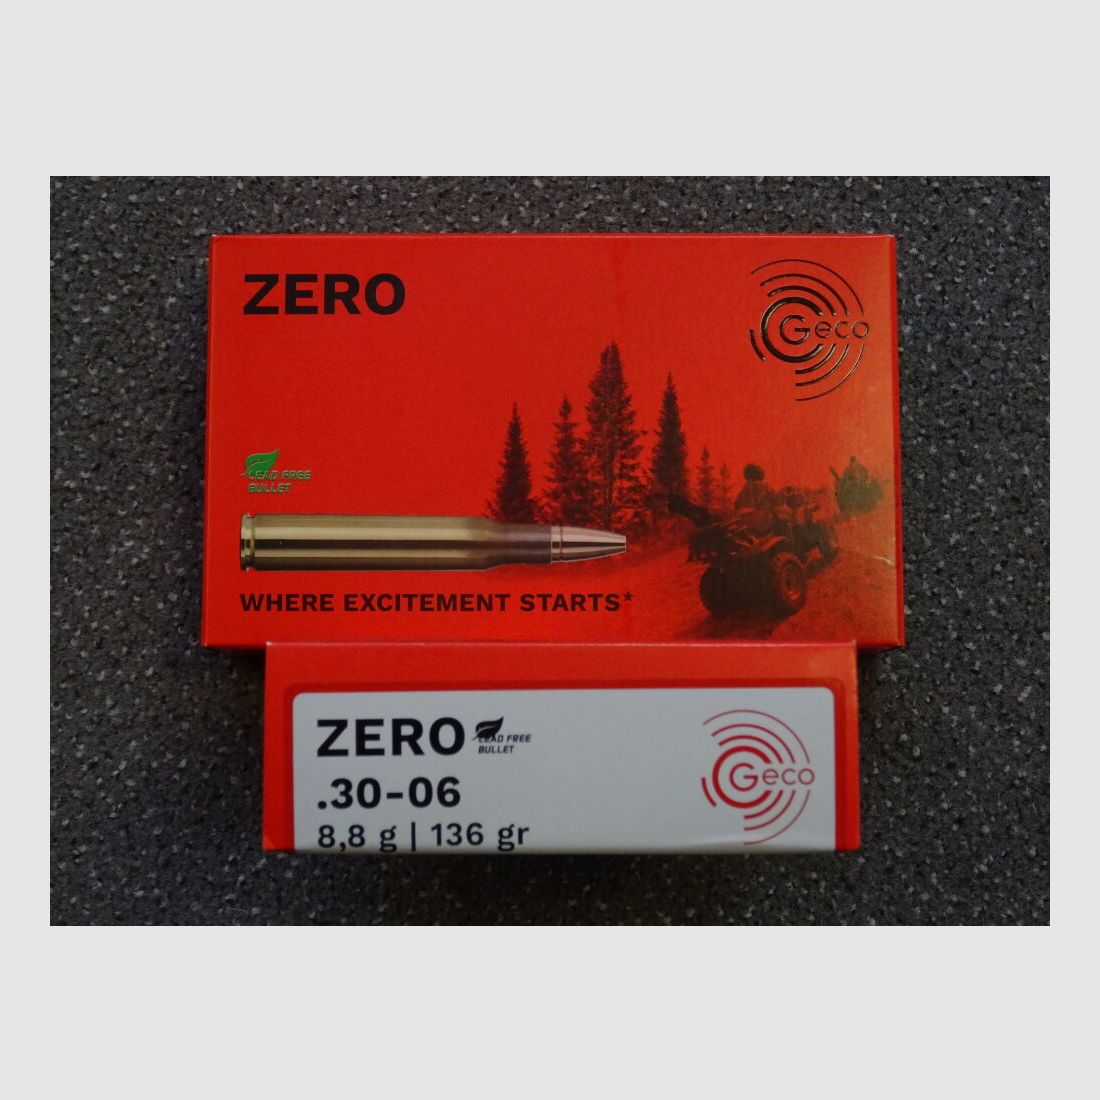 ZERO
Geco
LEAD FREE
BULLET
WHERE EXCITEMENT STARTS*
ZERO
LEAD FREE
BULLET
Geco
.30-06
8,8 g | 136 gr